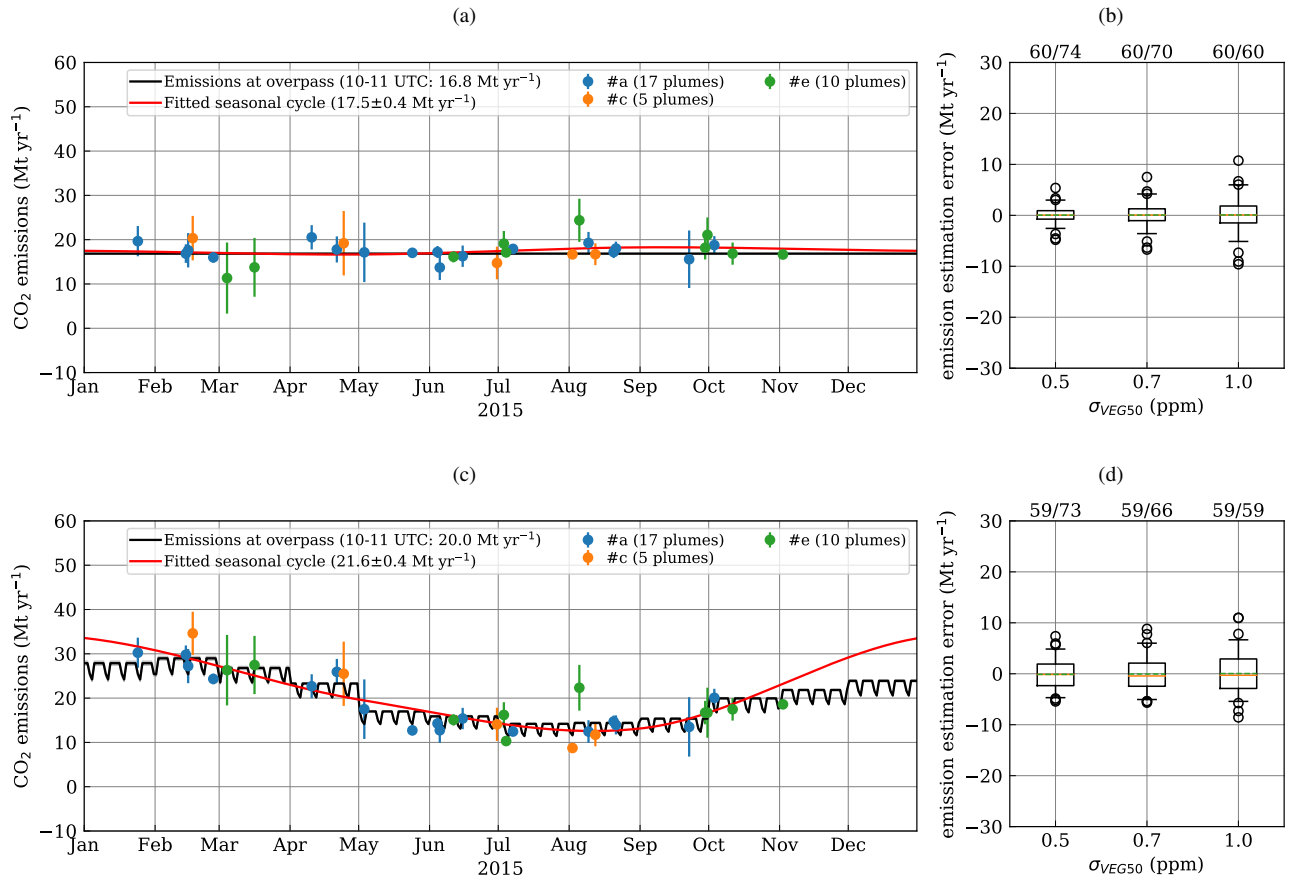 (a)
CO₂ emissions (Mt yr⁻¹)
60
50
40
30
20
10
0
−10
Emissions at overpass (10-11 UTC: 16.8 Mt yr⁻¹)
Fitted seasonal cycle (17.5±0.4 Mt yr⁻¹)
#a (17 plumes)
#c (5 plumes)
#e (10 plumes)
Jan Feb Mar Apr May Jun Jul Aug Sep Oct Nov Dec
2015
(b)
60/74 60/70 60/60
emission estimation error (Mt yr⁻¹)
30
20
10
0
−10
−20
−30
0.5 0.7 1.0
σVEG50 (ppm)
(c)
CO₂ emissions (Mt yr⁻¹)
60
50
40
30
20
10
0
−10
Emissions at overpass (10-11 UTC: 20.0 Mt yr⁻¹)
Fitted seasonal cycle (21.6±0.4 Mt yr⁻¹)
#a (17 plumes)
#c (5 plumes)
#e (10 plumes)
Jan Feb Mar Apr May Jun Jul Aug Sep Oct Nov Dec
2015
(d)
59/73 59/66 59/59
emission estimation error (Mt yr⁻¹)
30
20
10
0
−10
−20
−30
0.5 0.7 1.0
σVEG50 (ppm)